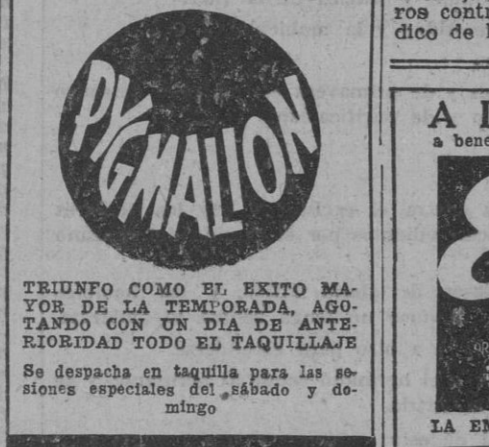 PYGMALION
TRIUNFO COMO EL EXITO MA-
YOR DE LA TEMPORADA, AGO-
TANDO CON UN DIA DE ANTE-
RIORIDAD TODO EL TAQUILLAJE
Se despacha en taquilla para las se-
siones especiales del sábado y do-
mingo
ros contr
dico de l
A
a bene
LA EM